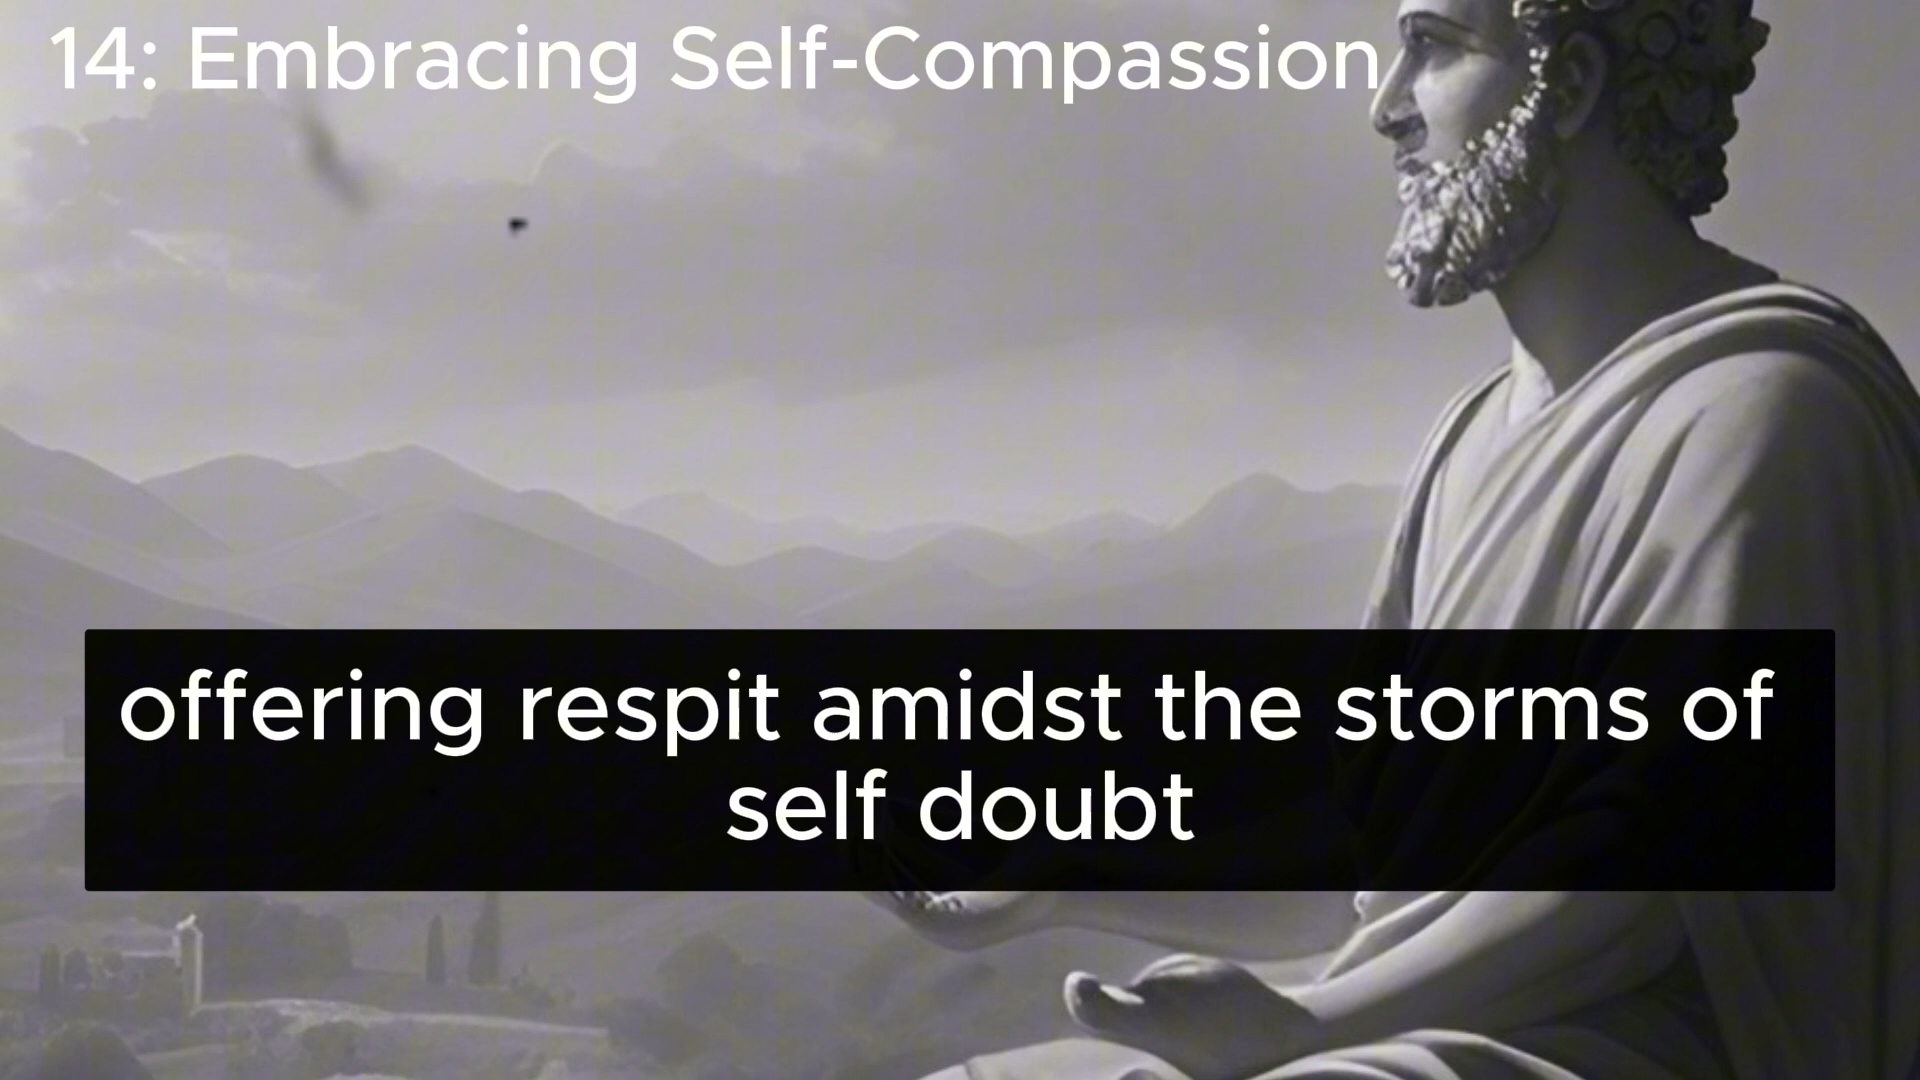 14: Embracing Self-Compassion
offering respit amidst the storms of
self doubt